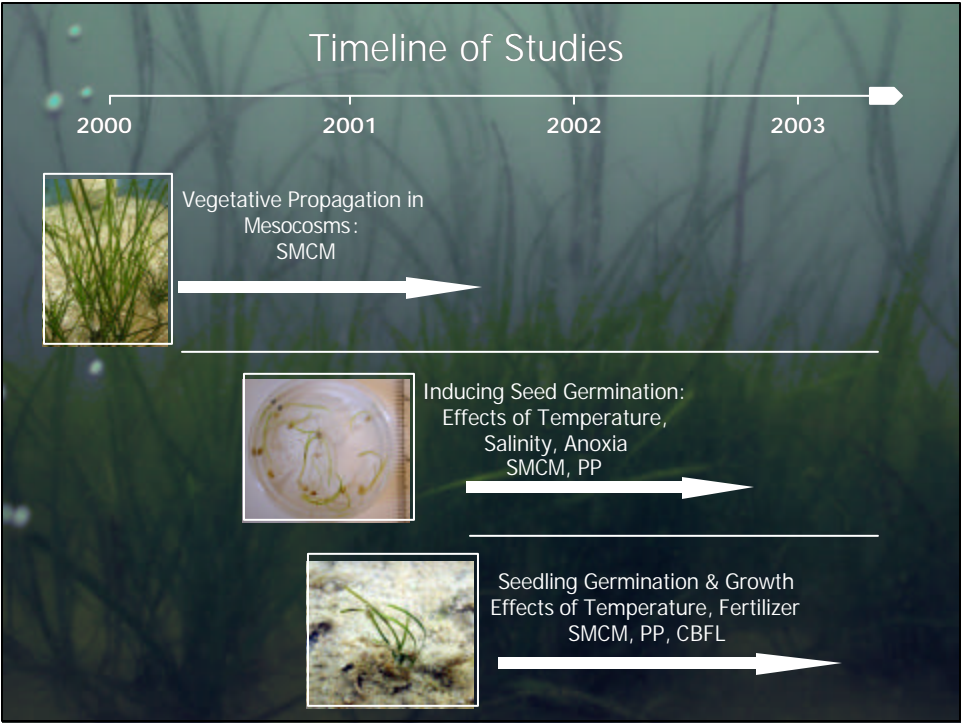 Timeline of Studies
2000 2001 2002 2003
Vegetative Propagation in
Mesocosms:
SMCM
Inducing Seed Germination:
Effects of Temperature,
Salinity, Anoxia
SMCM, PP
Seedling Germination & Growth
Effects of Temperature, Fertilizer
SMCM, PP, CBFL